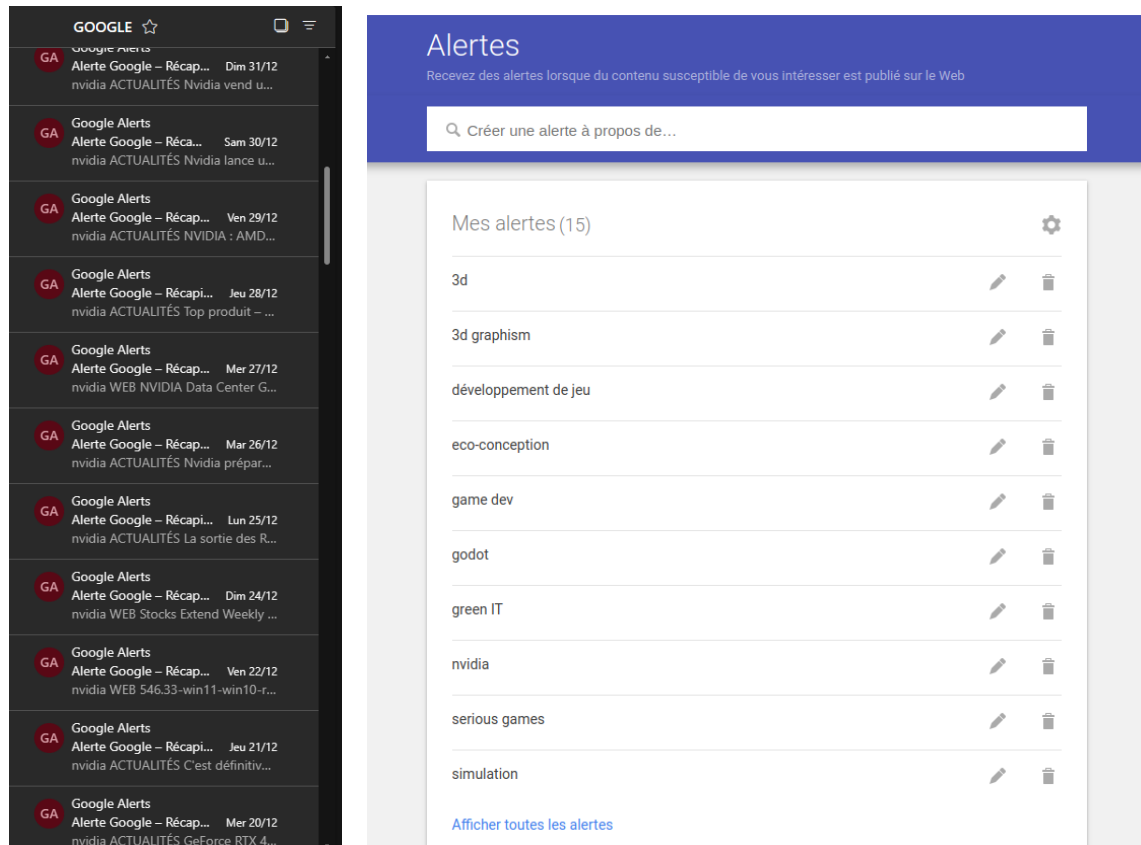 GOOGLE
GA
Google Alerts
Alerte Google – Récap... Dim 31/12
nvidia ACTUALITÉS Nvidia vend u...
GA
Google Alerts
Alerte Google – Réca... Sam 30/12
nvidia ACTUALITÉS Nvidia lance u...
GA
Google Alerts
Alerte Google – Récap... Ven 29/12
nvidia ACTUALITÉS NVIDIA : AMD...
GA
Google Alerts
Alerte Google – Récapi... Jeu 28/12
nvidia ACTUALITÉS Top produit – ...
GA
Google Alerts
Alerte Google – Récap... Mer 27/12
nvidia WEB NVIDIA Data Center G...
GA
Google Alerts
Alerte Google – Récap... Mar 26/12
nvidia ACTUALITÉS Nvidia prépar...
GA
Google Alerts
Alerte Google – Récapi... Lun 25/12
nvidia ACTUALITÉS La sortie des R...
GA
Google Alerts
Alerte Google – Récap... Dim 24/12
nvidia WEB Stocks Extend Weekly ...
GA
Google Alerts
Alerte Google – Récap... Ven 22/12
nvidia WEB 546.33-win11-win10-r...
GA
Google Alerts
Alerte Google – Récapi... Jeu 21/12
nvidia ACTUALITÉS C'est définitiv...
GA
Google Alerts
Alerte Google – Récap... Mer 20/12
nvidia ACTUALITÉS GeForce RTX 4...
Alertes
Recevez des alertes lorsque du contenu susceptible de vous intéresser est publié sur le Web
Créer une alerte à propos de...
Mes alertes (15)
3d
3d graphism
développement de jeu
eco-conception
game dev
godot
green IT
nvidia
serious games
simulation
Afficher toutes les alertes